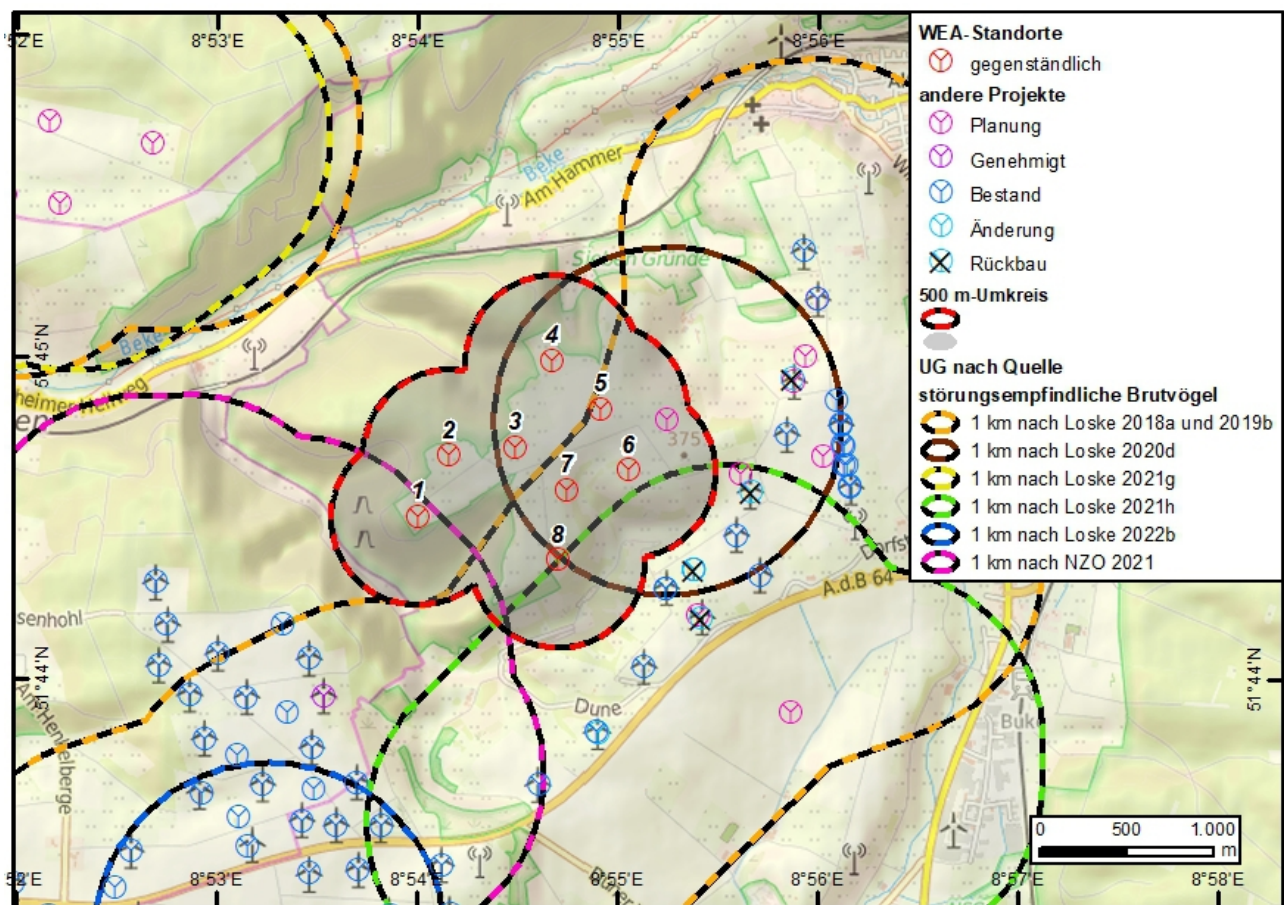 8°53'E
8°54'E
8°55'E
8°56'E
WEA-Standorte
gegenständlich
andere Projekte
Planung
Genehmigt
Bestand
Änderung
Rückbau
500 m-Umkreis
UG nach Quelle
störungsempfindliche Brutvögel
1 km nach Loske 2018a und 2019b
1 km nach Loske 2020d
1 km nach Loske 2021g
1 km nach Loske 2021h
1 km nach Loske 2022b
1 km nach NZO 2021
Beke
Am Hammer
Sieben Gründe
Beke
4
5
375
2
3
6
7
1
8
A.d.B 64
51°44'N
51°44'N
Dune
Am Henkelberge
0 500 1.000
m
8°53'E
8°54'E
8°55'E
8°56'E
8°57'E
8°58'E